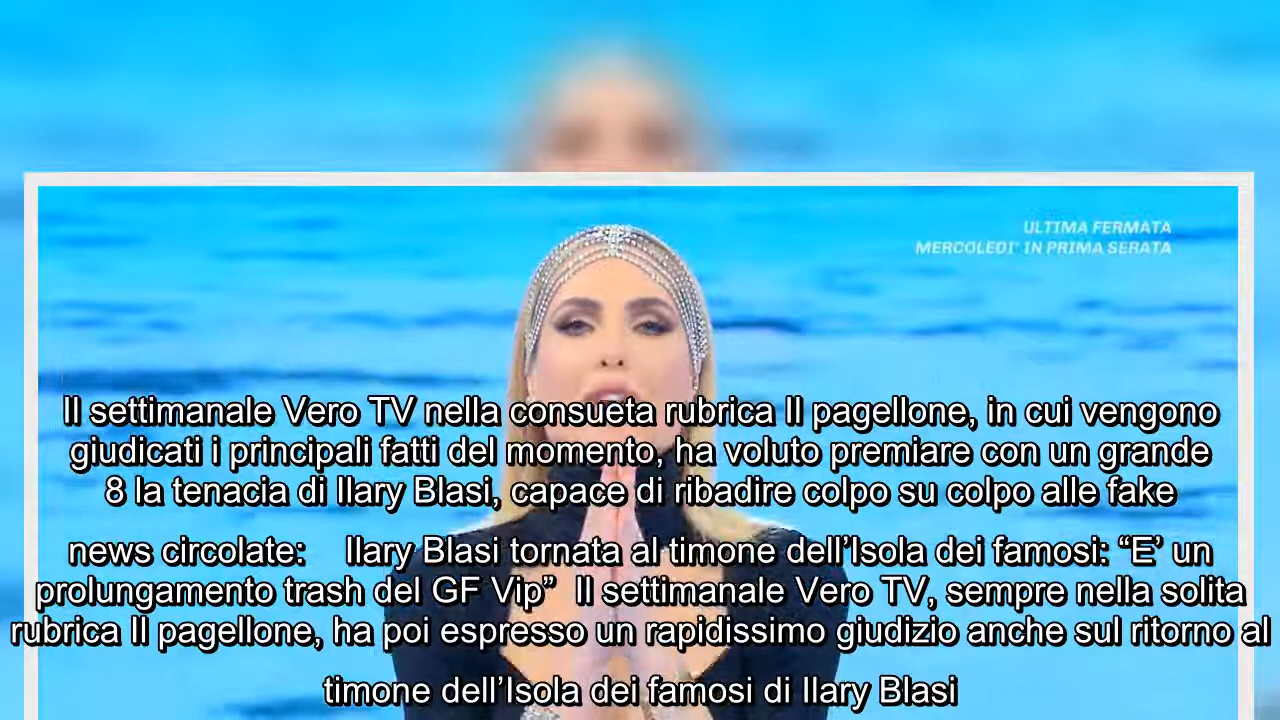 ULTIMA FERMATA
MERCOLEDI' IN PRIMA SERATA
Il settimanale Vero TV nella consueta rubrica Il pagellone, in cui vengono
giudicati i principali fatti del momento, ha voluto premiare con un grande
8 la tenacia di Ilary Blasi, capace di ribadire colpo su colpo alle fake
news circolate: Ilary Blasi tornata al timone dell’Isola dei famosi: “E’ un
prolungamento trash del GF Vip” Il settimanale Vero TV, sempre nella solita
rubrica Il pagellone, ha poi espresso un rapidissimo giudizio anche sul ritorno al
timone dell’Isola dei famosi di Ilary Blasi